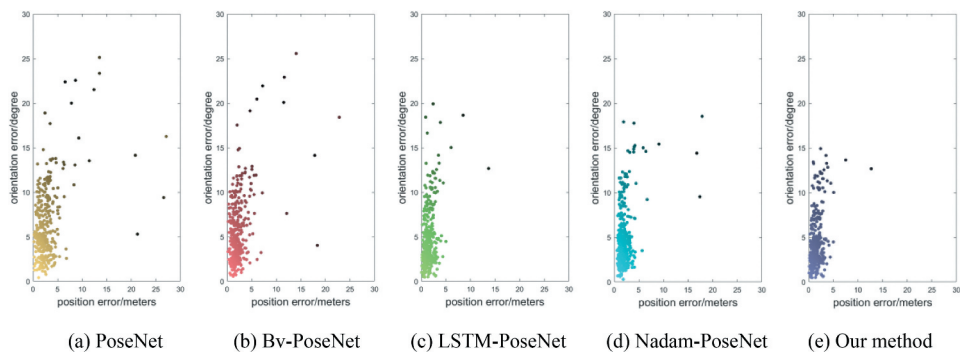 30
25
20
15
10
5
0
orientation error/degree
0 5 10 15 20 25 30
position error/meters
(a) PoseNet
30
25
20
15
10
5
0
orientation error/degree
0 5 10 15 20 25 30
position error/meters
(b) Bv-PoseNet
30
25
20
15
10
5
0
orientation error/degree
0 5 10 15 20 25 30
position error/meters
(c) LSTM-PoseNet
30
25
20
15
10
5
0
orientation error/degree
0 5 10 15 20 25 30
position error/meters
(d) Nadam-PoseNet
30
25
20
15
10
5
0
orientation error/degree
0 5 10 15 20 25 30
position error/meters
(e) Our method